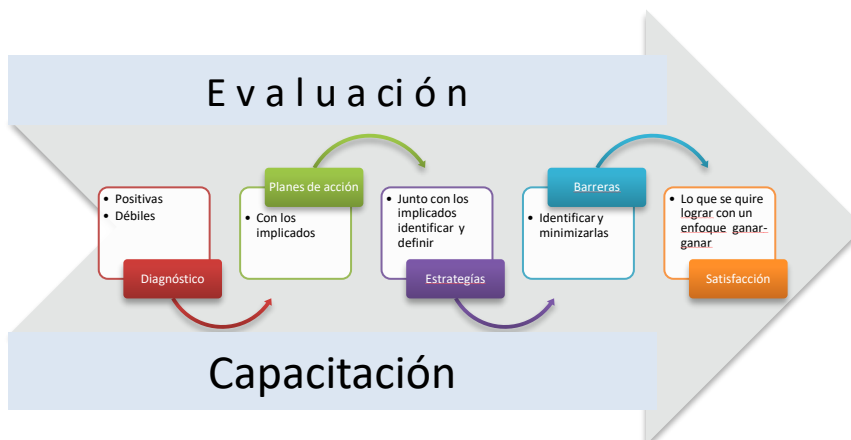 Evaluación
• Positivas
• Débiles
Diagnóstico
Planes de acción
• Con los
implicados
• Junto con los
implicados
identificar y
definir
Estrategías
Barreras
• Identificar y
minimizarlas
• Lo que se quire
lograr con un
enfoque ganar-
ganar
Satisfacción
Capacitación